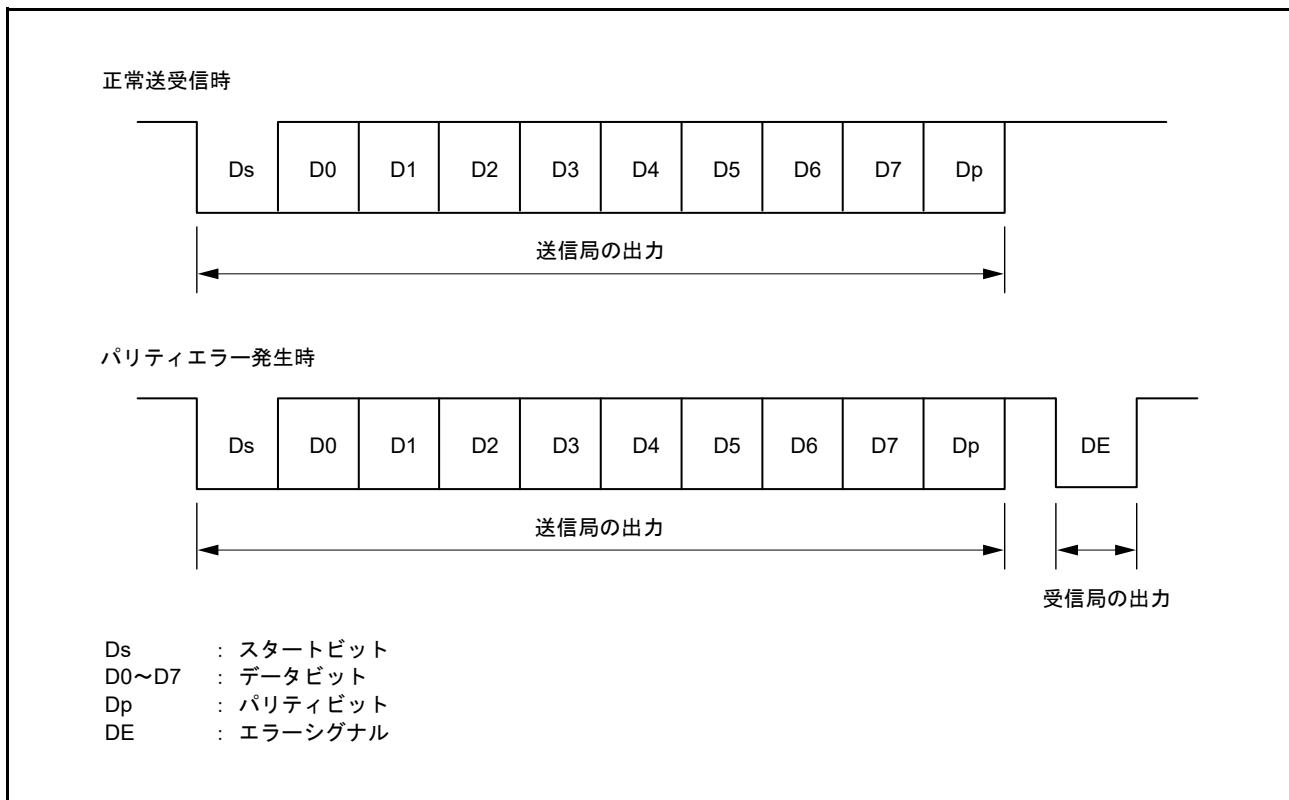 正常送受信時
Ds D0 D1 D2 D3 D4 D5 D6 D7 Dp
送信局の出力
パリティエラー発生時
Ds D0 D1 D2 D3 D4 D5 D6 D7 Dp DE
送信局の出力
受信局の出力
Ds : スタートビット
D0～D7 : データビット
Dp : パリティビット
DE : エラーシグナル